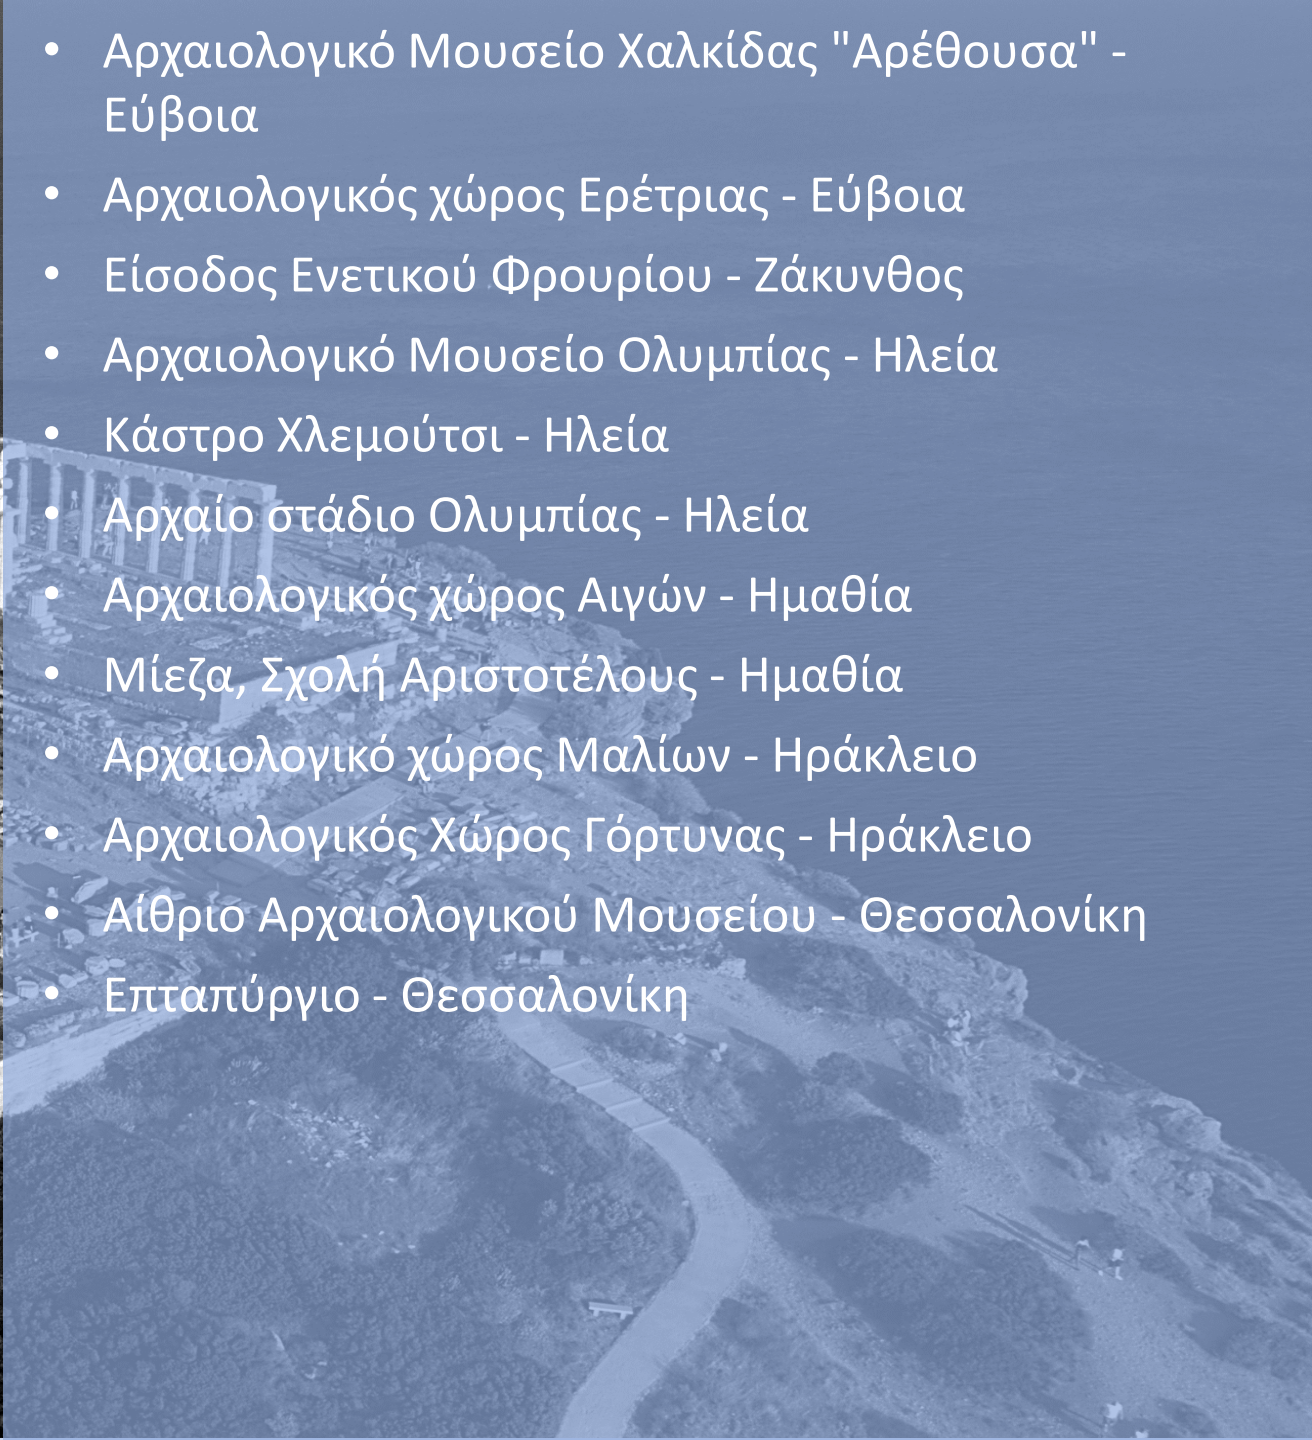 • Αρχαιολογικό Μουσείο Χαλκίδας "Αρέθουσα" -
Εύβοια
• Αρχαιολογικός χώρος Ερέτριας - Εύβοια
• Είσοδος Ενετικού Φρουρίου - Ζάκυνθος
• Αρχαιολογικό Μουσείο Ολυμπίας - Ηλεία
• Κάστρο Χλεμούτσι - Ηλεία
• Αρχαίο στάδιο Ολυμπίας - Ηλεία
• Αρχαιολογικός χώρος Αιγών - Ημαθία
• Μίεζα, Σχολή Αριστοτέλους - Ημαθία
• Αρχαιολογικό χώρος Μαλίων - Ηράκλειο
• Αρχαιολογικός Χώρος Γόρτυνας - Ηράκλειο
• Αίθριο Αρχαιολογικού Μουσείου - Θεσσαλονίκη
• Επταπύργιο - Θεσσαλονίκη